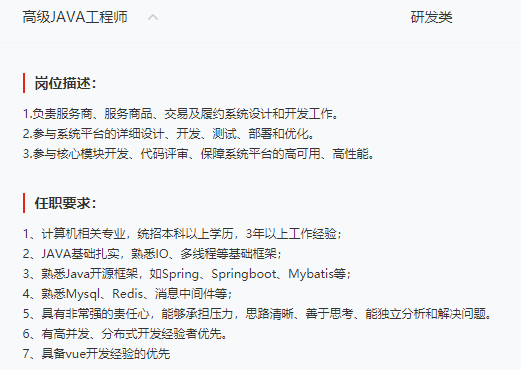 高级JAVA工程师
研发类
岗位描述：
1.负责服务商、服务商品、交易及履约系统设计和开发工作。
2.参与系统平台的详细设计、开发、测试、部署和优化。
3.参与核心模块开发、代码评审、保障系统平台的高可用、高性能。
任职要求：
1、计算机相关专业，统招本科以上学历，3年以上工作经验；
2、JAVA基础扎实，熟悉IO、多线程等基础框架；
3、熟悉Java开源框架，如Spring、Springboot、Mybatis等；
4、熟悉Mysql、Redis、消息中间件等；
5、具有非常强的责任心，能够承担压力，思路清晰、善于思考、能独立分析和解决问题。
6、有高并发、分布式开发经验者优先。
7、具备vue开发经验的优先